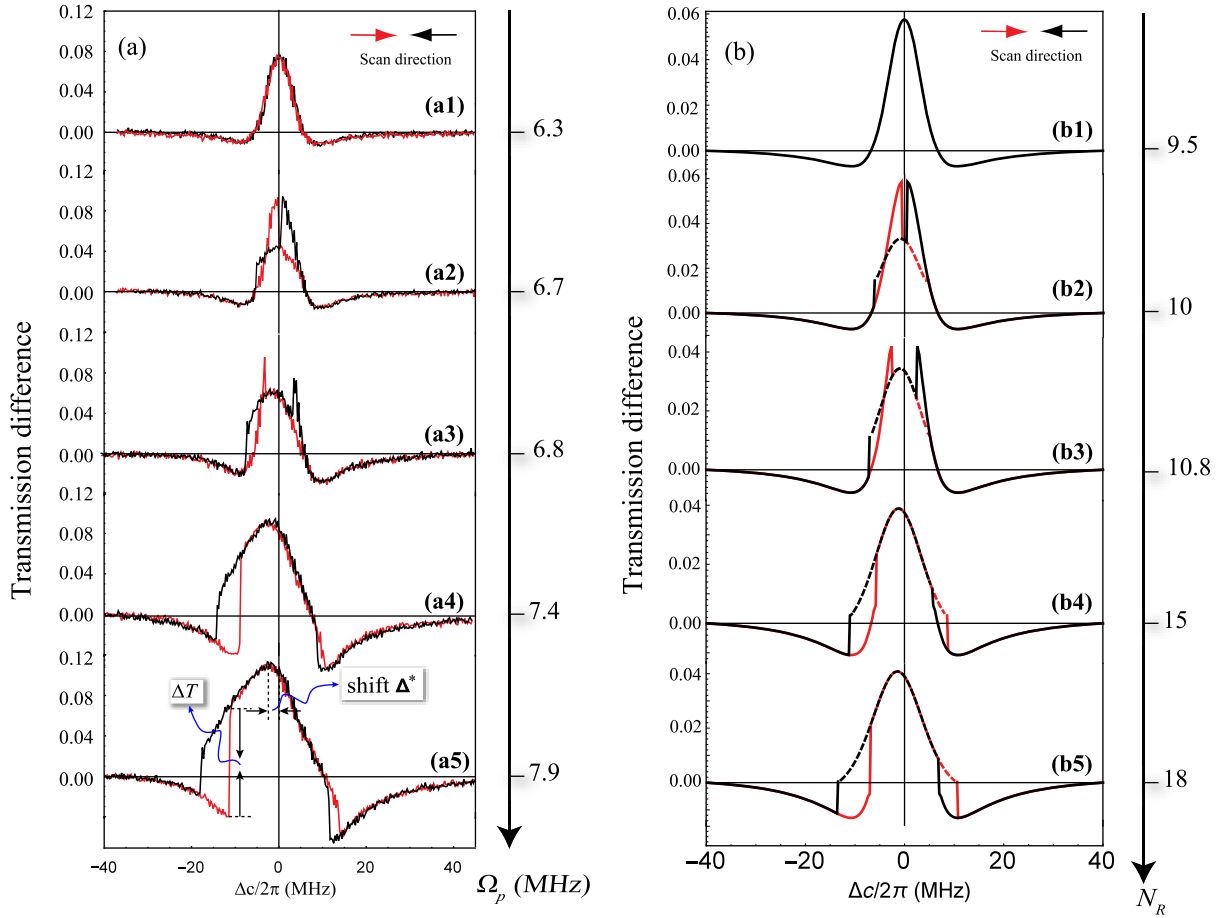 (a)
Scan direction
0.12
0.08
0.04
0.00
(a1)
6.3
0.12
0.08
0.04
0.00
(a2)
6.7
0.12
0.08
0.04
0.00
(a3)
6.8
0.12
0.08
0.04
0.00
(a4)
7.4
0.12
0.08
0.04
0.00
ΔT
shift Δ*
(a5)
7.9
Transmission difference
−40 −20 0 20 40
Δc/2π (MHz)
Ωp (MHz)
(b)
Scan direction
0.06
0.04
0.02
0.00
(b1)
9.5
0.06
0.04
0.02
0.00
(b2)
10
0.04
0.02
0.00
(b3)
10.8
0.04
0.02
0.00
(b4)
15
0.04
0.02
0.00
(b5)
18
Transmission difference
−40 −20 0 20 40
Δc/2π (MHz)
NR